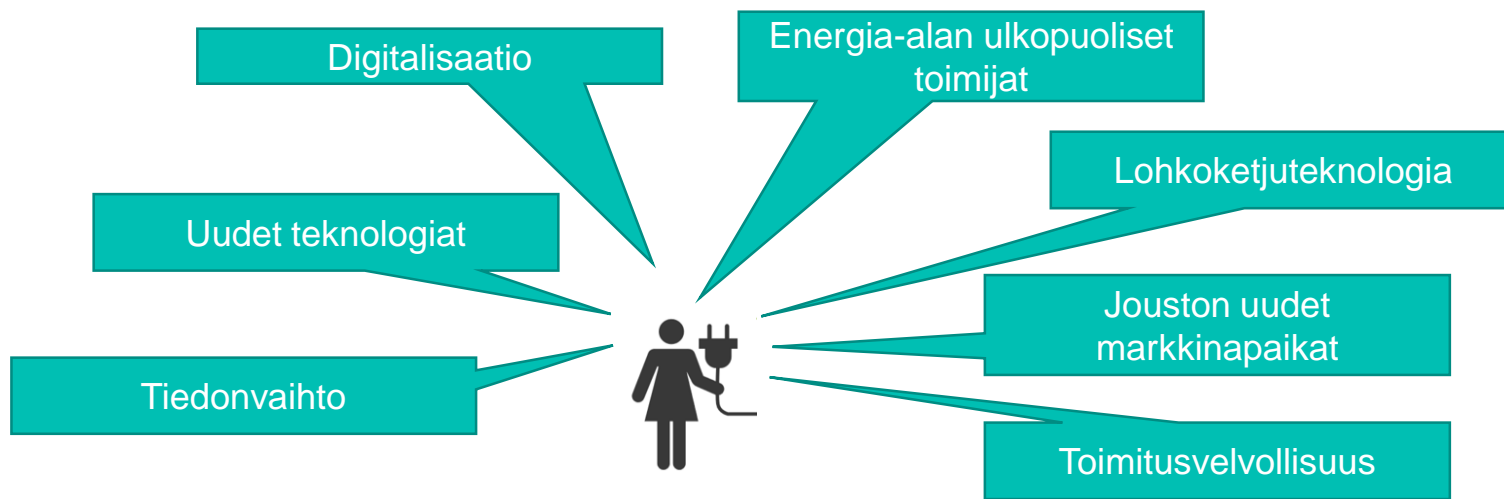 Digitalisaatio
Energia-alan ulkopuoliset
toimijat
Lohkoketjuteknologia
Uudet teknologiat
Jouston uudet
markkinapaikat
Tiedonvaihto
Toimitusvelvollisuus